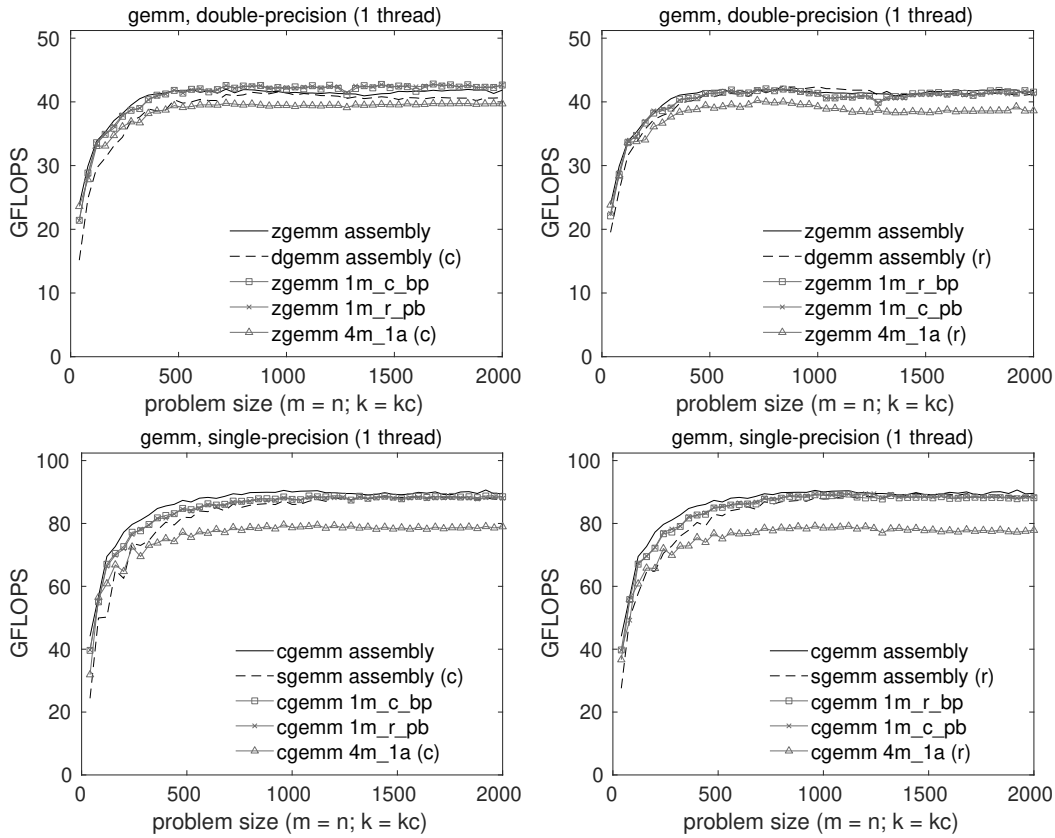 gemm, double-precision (1 thread)
50
40
30
20
10
0
GFLOPS
zgemm assembly
dgemm assembly (c)
zgemm 1m_c_bp
zgemm 1m_r_pb
zgemm 4m_1a (c)
0 500 1000 1500 2000
problem size (m = n; k = kc)
gemm, double-precision (1 thread)
50
40
30
20
10
0
GFLOPS
zgemm assembly
dgemm assembly (r)
zgemm 1m_r_bp
zgemm 1m_c_pb
zgemm 4m_1a (r)
0 500 1000 1500 2000
problem size (m = n; k = kc)
gemm, single-precision (1 thread)
100
80
60
40
20
0
GFLOPS
cgemm assembly
sgemm assembly (c)
cgemm 1m_c_bp
cgemm 1m_r_pb
cgemm 4m_1a (c)
0 500 1000 1500 2000
problem size (m = n; k = kc)
gemm, single-precision (1 thread)
100
80
60
40
20
0
GFLOPS
cgemm assembly
sgemm assembly (r)
cgemm 1m_r_bp
cgemm 1m_c_pb
cgemm 4m_1a (r)
0 500 1000 1500 2000
problem size (m = n; k = kc)